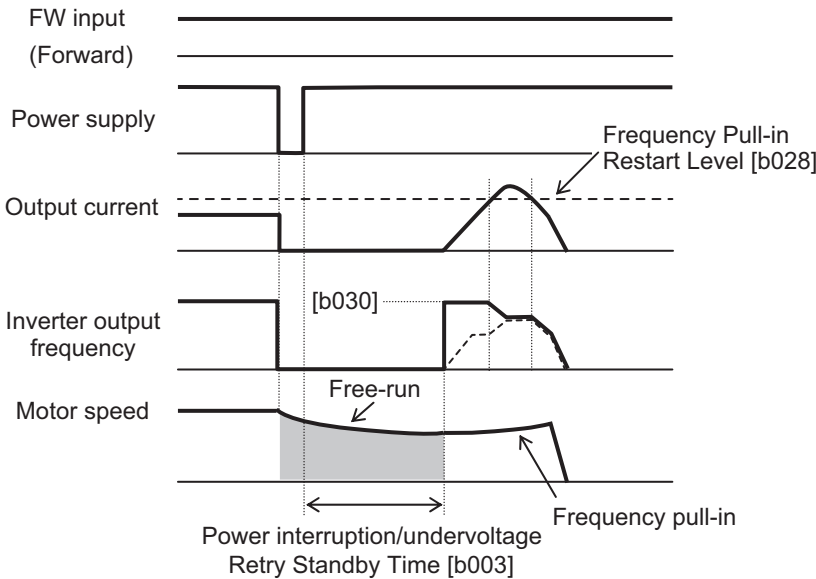 FW input
(Forward)
Power supply
Frequency Pull-in
Restart Level [b028]
Output current
[b030]
Inverter output
frequency
Free-run
Motor speed
Frequency pull-in
Power interruption/undervoltage
Retry Standby Time [b003]